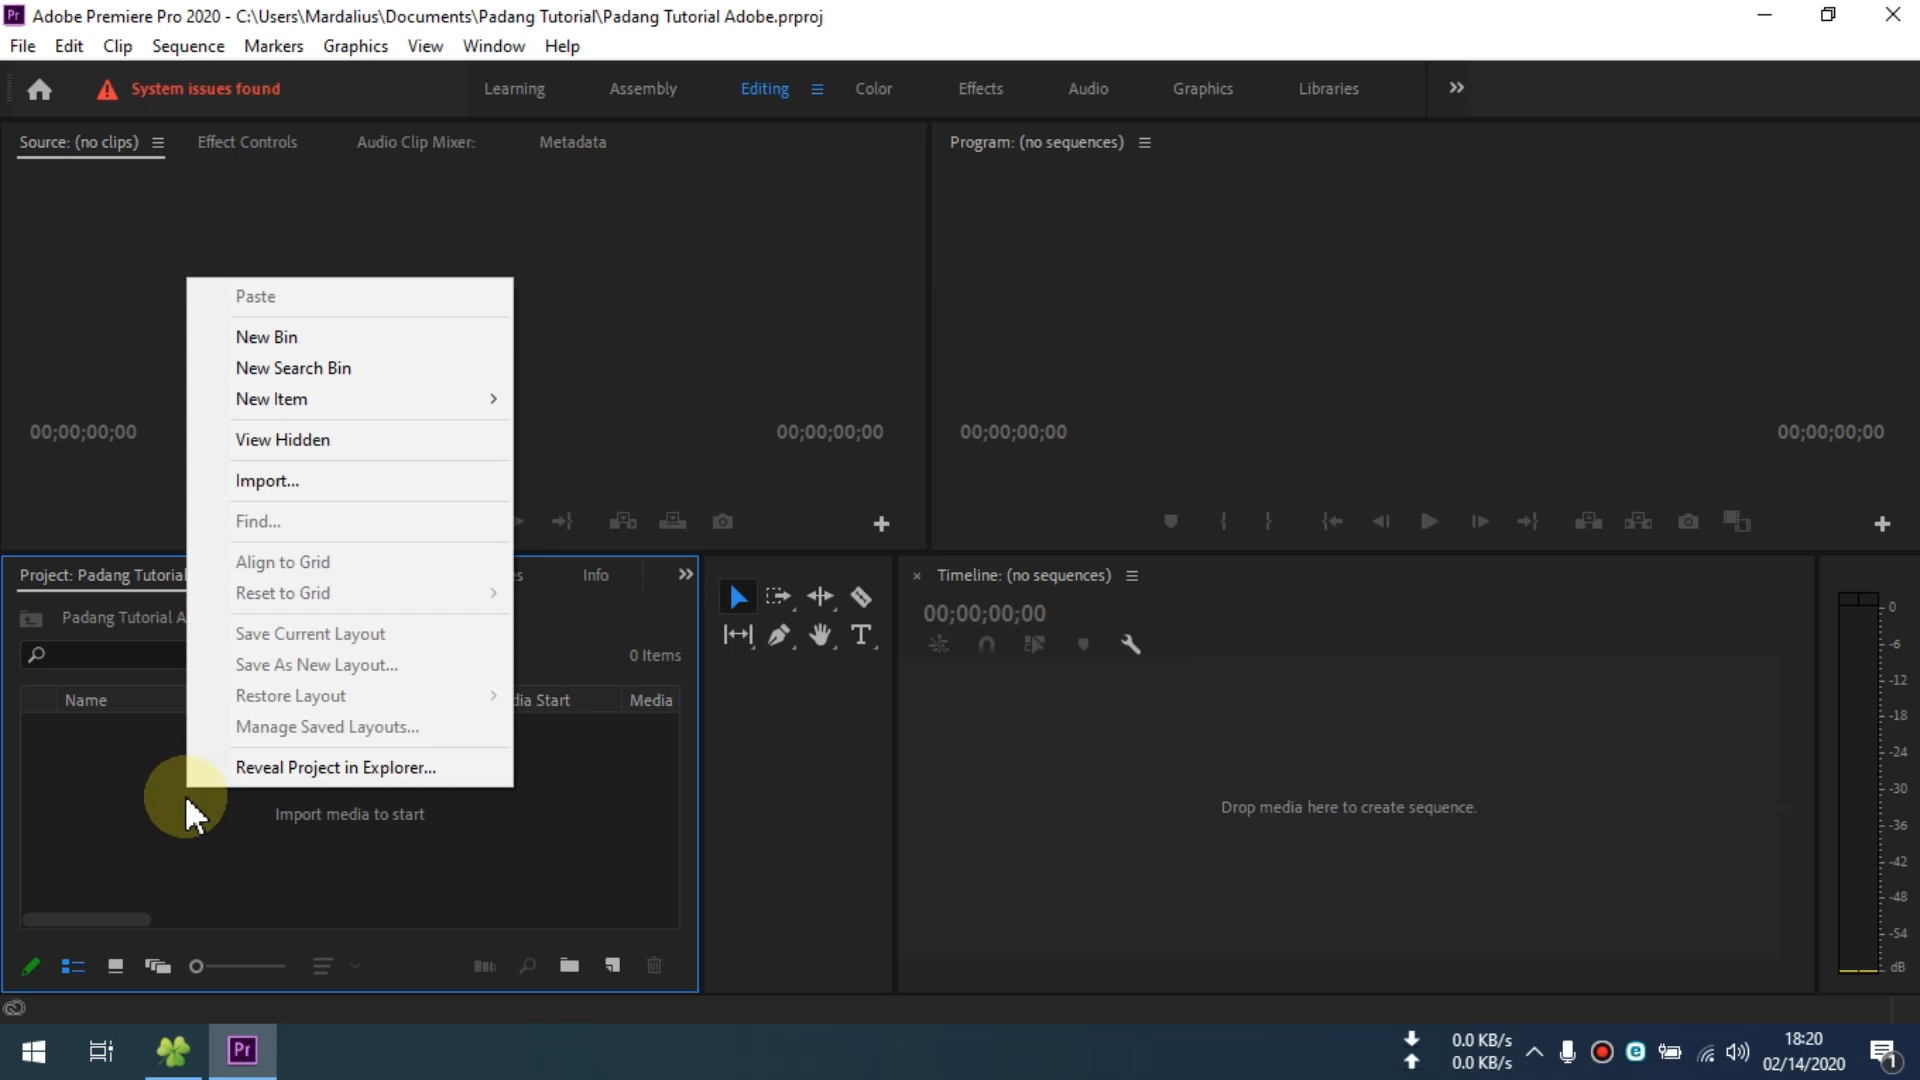 Adobe Premiere Pro 2020 - C:\Users\Mardalius\Documents\Padang Tutorial\Padang Tutorial Adobe.prproj
File Edit Clip Sequence Markers Graphics View Window Help
System issues found Learning Assembly Editing Color Effects Audio Graphics Libraries
Source: (no clips) Effect Controls Audio Clip Mixer: Metadata Program: (no sequences)
Paste
New Bin
New Search Bin
New Item
00;00;00;00 00;00;00;00 00;00;00;00 00;00;00;00
View Hidden
Import...
Find...
Align to Grid
Reset to Grid
Save Current Layout
Save As New Layout...
Restore Layout
Manage Saved Layouts...
Reveal Project in Explorer...
Project: Padang Tutorial Info
Padang Tutorial A
0 Items
Name dia Start Media
Import media to start
Timeline: (no sequences)
00;00;00;00
Drop media here to create sequence.
0
-6
-12
-18
-24
-30
-36
-42
-48
-54
dB
Pr
0.0 KB/s
0.0 KB/s
18:20
02/14/2020
1